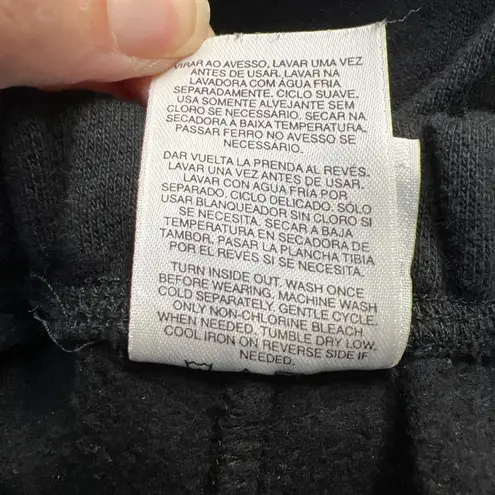 VIRAR AO AVESSO, LAVAR UMA VEZ
ANTES DE USAR. LAVAR NA
LAVADORA COM ÁGUA FRIA
SEPARADAMENTE. CICLO SUAVE.
USA SOMENTE ALVEJANTE SEM
CLORO SE NECESSÁRIO. SECAR NA
SECADORA A BAIXA TEMPERATURA.
PASSAR FERRO NO AVESSO SE
NECESSÁRIO.
DAR VUELTA LA PRENDA AL REVÉS.
LAVAR UNA VEZ ANTES DE USAR.
LAVAR CON AGUA FRIA POR
SEPARADO. CICLO DELICADO. SÓLO
USAR BLANQUEADOR SIN CLORO SI
SE NECESITA. SECAR A BAJA
TEMPERATURA EN SECADORA DE
TAMBOR. PASAR LA PLANCHA TIBIA
POR EL REVÉS SI SE NECESITA.
TURN INSIDE OUT. WASH ONCE
BEFORE WEARING. MACHINE WASH
COLD SEPARATELY. GENTLE CYCLE.
ONLY NON-CHLORINE BLEACH
WHEN NEEDED. TUMBLE DRY LOW.
COOL IRON ON REVERSE SIDE IF
NEEDED.